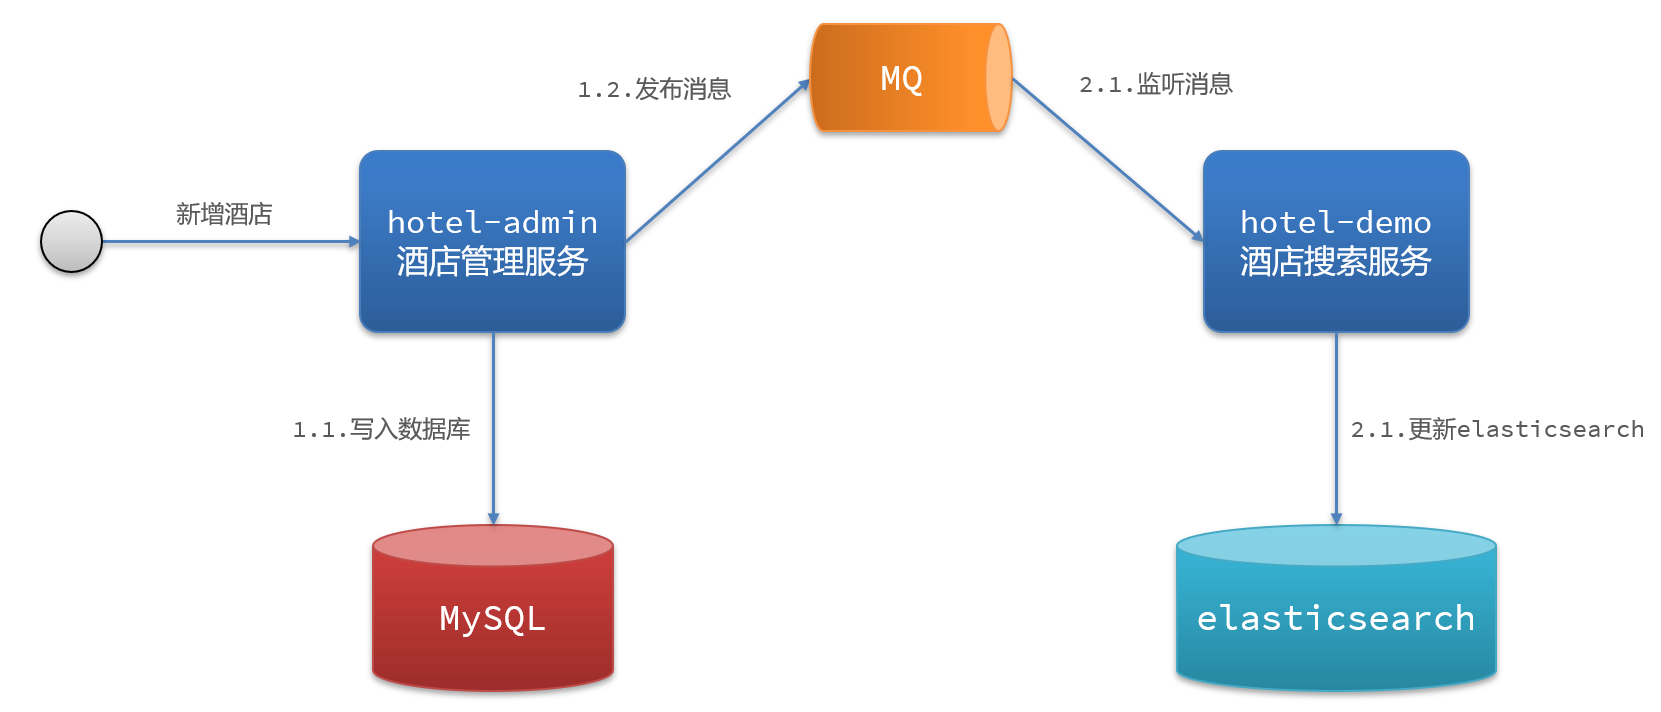 MQ
1.2.发布消息
2.1.监听消息
新增酒店
hotel-admin
酒店管理服务
hotel-demo
酒店搜索服务
1.1.写入数据库
2.1.更新elasticsearch
MySQL
elasticsearch